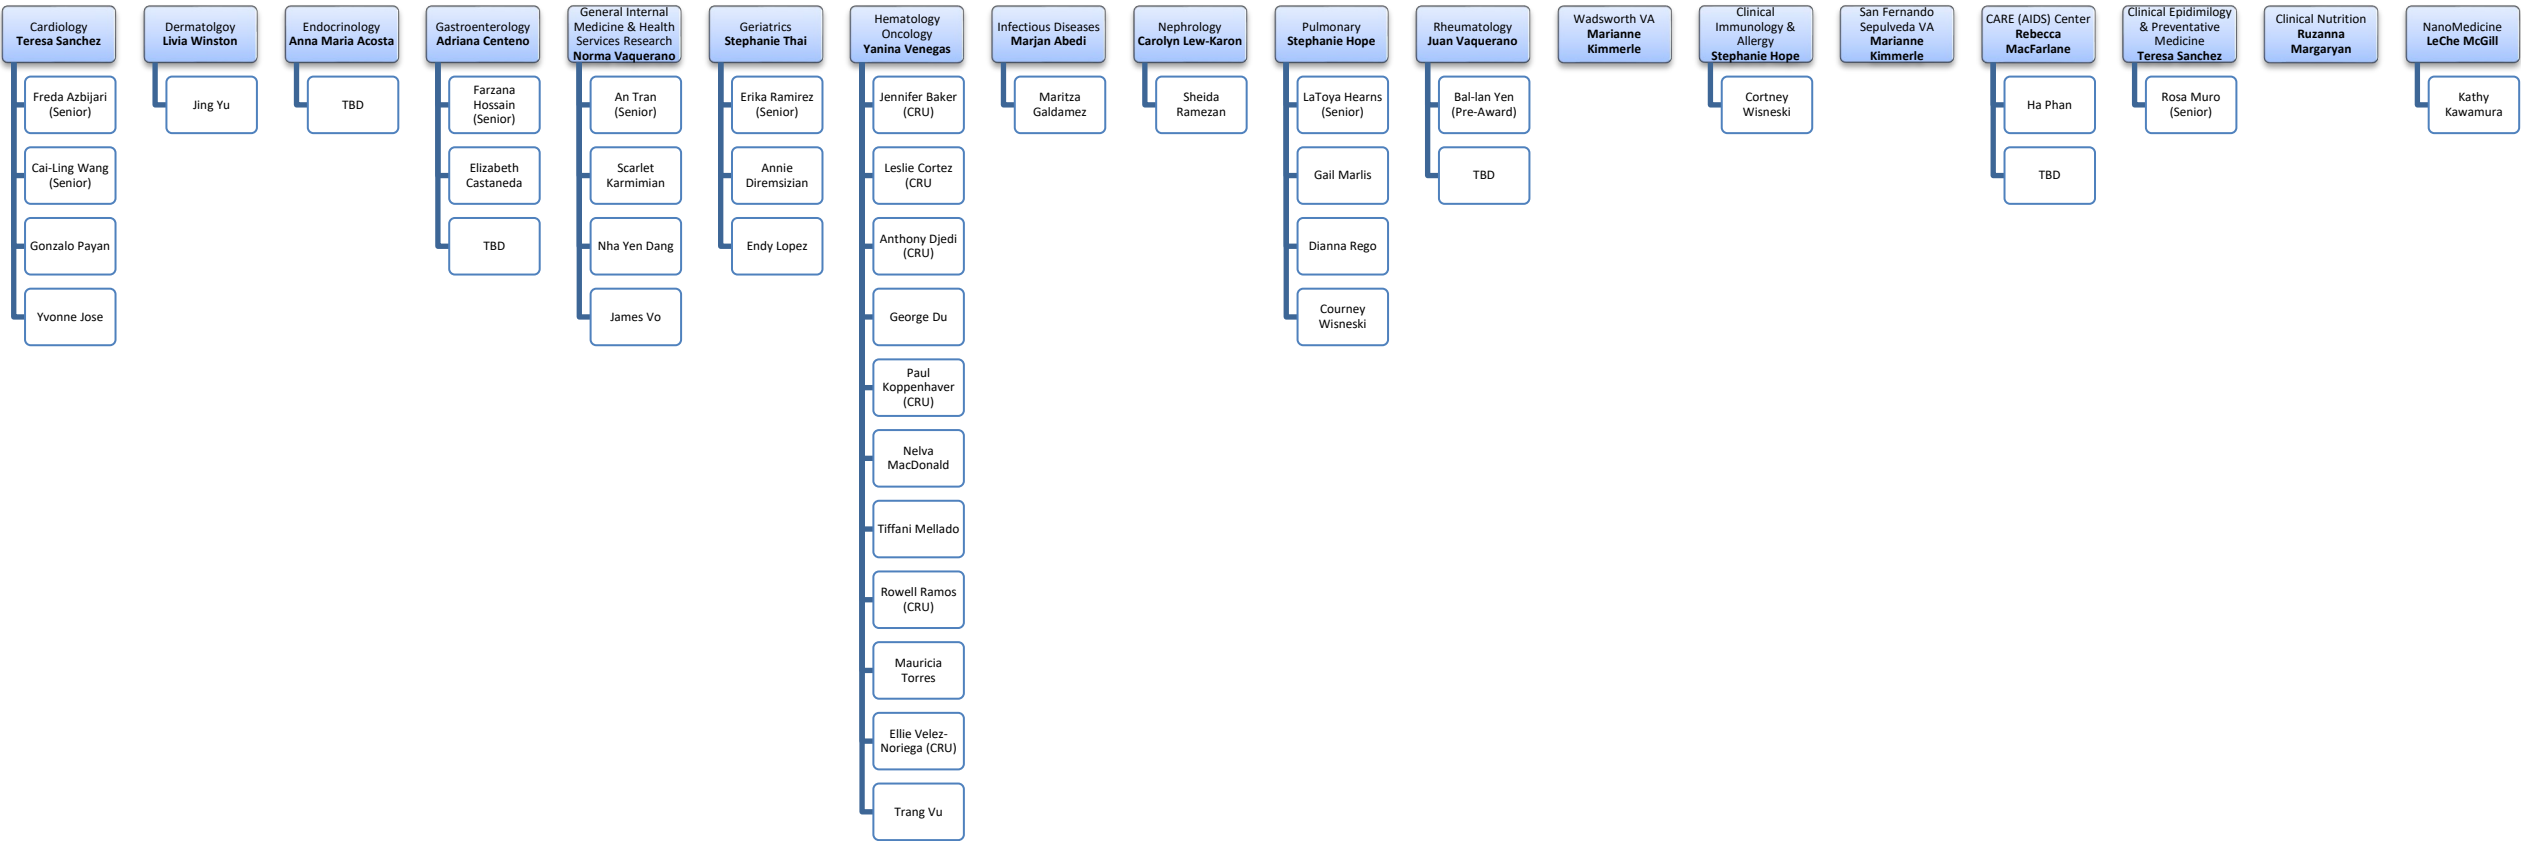 Cardiology
Teresa Sanchez
Freda Azbijari
(Senior)
Cai-Ling Wang
(Senior)
Gonzalo Payan
Yvonne Jose
Dermatolgoy
Livia Winston
Jing Yu
Endocrinology
Anna Maria Acosta
TBD
Gastroenterology
Adriana Centeno
Farzana
Hossain
(Senior)
Elizabeth
Castaneda
TBD
General Internal
Medicine & Health
Services Research
Norma Vaquerano
An Tran
(Senior)
Scarlet
Karmimian
Nha Yen Dang
James Vo
Geriatrics
Stephanie Thai
Erika Ramirez
(Senior)
Annie
Diremsizian
Endy Lopez
Hematology
Oncology
Yanina Venegas
Jennifer Baker
(CRU)
Leslie Cortez
(CRU
Anthony Djedi
(CRU)
George Du
Paul
Koppenhaver
(CRU)
Nelva
MacDonald
Tiffani Mellado
Rowell Ramos
(CRU)
Mauricia
Torres
Ellie Velez-
Noriega (CRU)
Trang Vu
Infectious Diseases
Marjan Abedi
Maritza
Galdamez
Nephrology
Carolyn Lew-Karon
Sheida
Ramezan
Pulmonary
Stephanie Hope
LaToya Hearns
(Senior)
Gail Marlis
Dianna Rego
Courney
Wisneski
Rheumatology
Juan Vaquerano
Bal-lan Yen
(Pre-Award)
TBD
Wadsworth VA
Marianne
Kimmerle
Clinical
Immunology &
Allergy
Stephanie Hope
Cortney
Wisneski
San Fernando
Sepulveda VA
Marianne
Kimmerle
CARE (AIDS) Center
Rebecca
MacFarlane
Ha Phan
TBD
Clinical Epidimilogy
& Preventative
Medicine
Teresa Sanchez
Rosa Muro
(Senior)
Clinical Nutrition
Ruzanna
Margaryan
NanoMedicine
LeChe McGill
Kathy
Kawamura